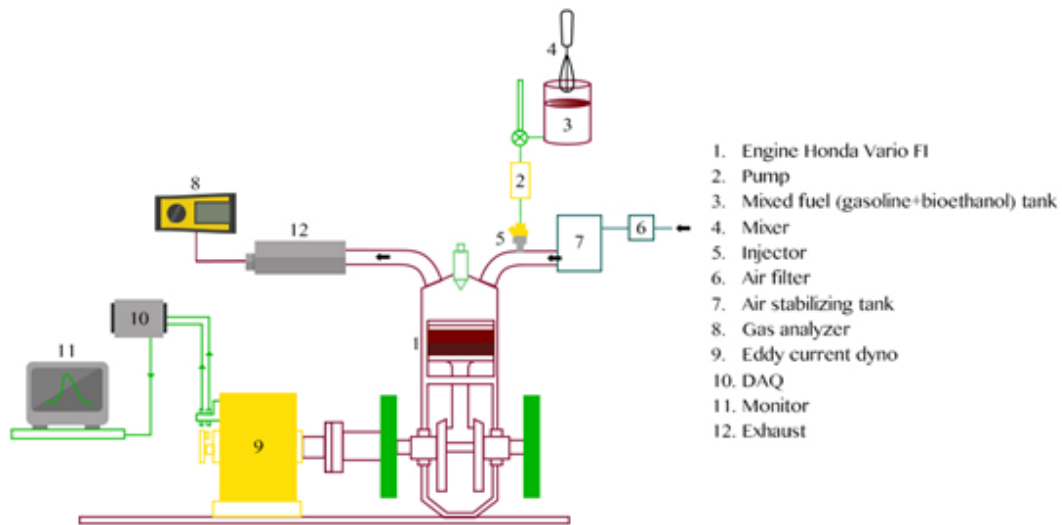 4
3
2
8
12
5
7
6
10
11
1
9
1. Engine Honda Vario FI
2. Pump
3. Mixed fuel (gasoline+bioethanol) tank
4. Mixer
5. Injector
6. Air filter
7. Air stabilizing tank
8. Gas analyzer
9. Eddy current dyno
10. DAQ
11. Monitor
12. Exhaust